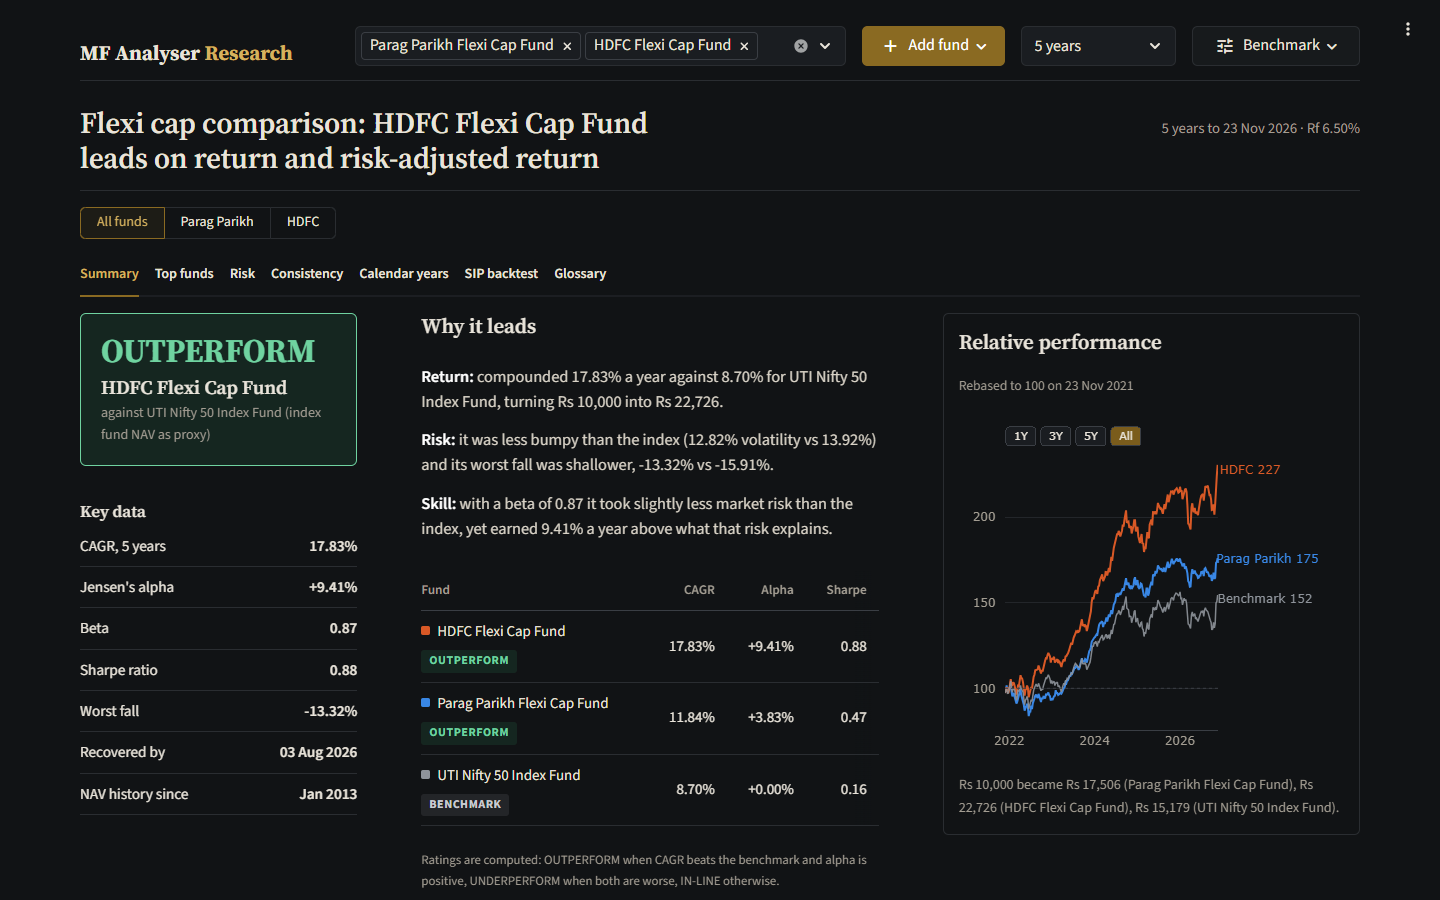 MF Analyser Research
Parag Parikh Flexi Cap Fund ×
HDFC Flexi Cap Fund ×
+ Add fund
5 years
Benchmark
Flexi cap comparison: HDFC Flexi Cap Fund
leads on return and risk-adjusted return
5 years to 23 Nov 2026 · Rf 6.50%
All funds
Parag Parikh
HDFC
Summary
Top funds
Risk
Consistency
Calendar years
SIP backtest
Glossary
OUTPERFORM
HDFC Flexi Cap Fund
against UTI Nifty 50 Index Fund (index
fund NAV as proxy)
Key data
CAGR, 5 years 17.83%
Jensen's alpha +9.41%
Beta 0.87
Sharpe ratio 0.88
Worst fall -13.32%
Recovered by 03 Aug 2026
NAV history since Jan 2013
Why it leads
Return: compounded 17.83% a year against 8.70% for UTI Nifty 50
Index Fund, turning Rs 10,000 into Rs 22,726.
Risk: it was less bumpy than the index (12.82% volatility vs 13.92%)
and its worst fall was shallower, -13.32% vs -15.91%.
Skill: with a beta of 0.87 it took slightly less market risk than the
index, yet earned 9.41% a year above what that risk explains.
Fund CAGR Alpha Sharpe
HDFC Flexi Cap Fund
OUTPERFORM
17.83% +9.41% 0.88
Parag Parikh Flexi Cap Fund
OUTPERFORM
11.84% +3.83% 0.47
UTI Nifty 50 Index Fund
BENCHMARK
8.70% +0.00% 0.16
Ratings are computed: OUTPERFORM when CAGR beats the benchmark and alpha is
positive, UNDERPERFORM when both are worse, IN-LINE otherwise.
Relative performance
Rebased to 100 on 23 Nov 2021
1Y 3Y 5Y All
HDFC 227
200
Parag Parikh 175
150
Benchmark 152
100
2022 2024 2026
Rs 10,000 became Rs 17,506 (Parag Parikh Flexi Cap Fund), Rs
22,726 (HDFC Flexi Cap Fund), Rs 15,179 (UTI Nifty 50 Index Fund).